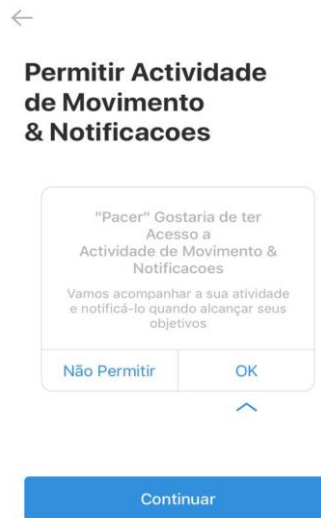 Permitir Actividade
de Movimento
& Notificacoes
"Pacer" Gostaria de ter
Acesso a
Actividade de Movimento &
Notificacoes
Vamos acompanhar a sua atividade
e notificá-lo quando alcançar seus
objetivos
Não Permitir
OK
Continuar